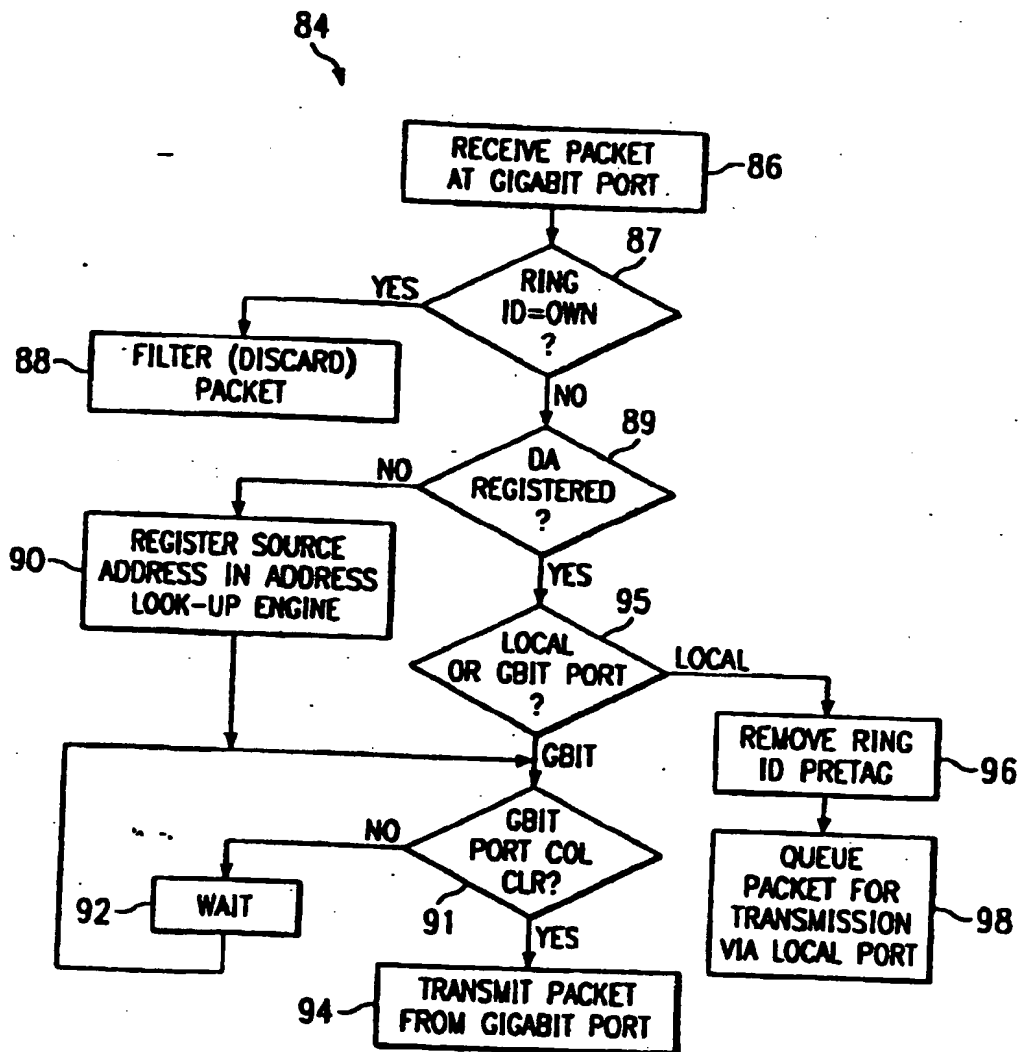 84
RECEIVE PACKET
AT GIGABIT PORT
86
87
RING
ID=OWN
?
YES
88
FILTER (DISCARD)
PACKET
NO
89
DA
REGISTERED
?
NO
90
REGISTER SOURCE
ADDRESS IN ADDRESS
LOOK-UP ENGINE
YES
95
LOCAL
OR GBIT PORT
?
LOCAL
REMOVE RING
ID PRETAG
96
GBIT
GBIT
PORT COL
CLR?
NO
91
92
WAIT
QUEUE
PACKET FOR
TRANSMISSION
VIA LOCAL PORT
98
YES
94
TRANSMIT PACKET
FROM GIGABIT PORT